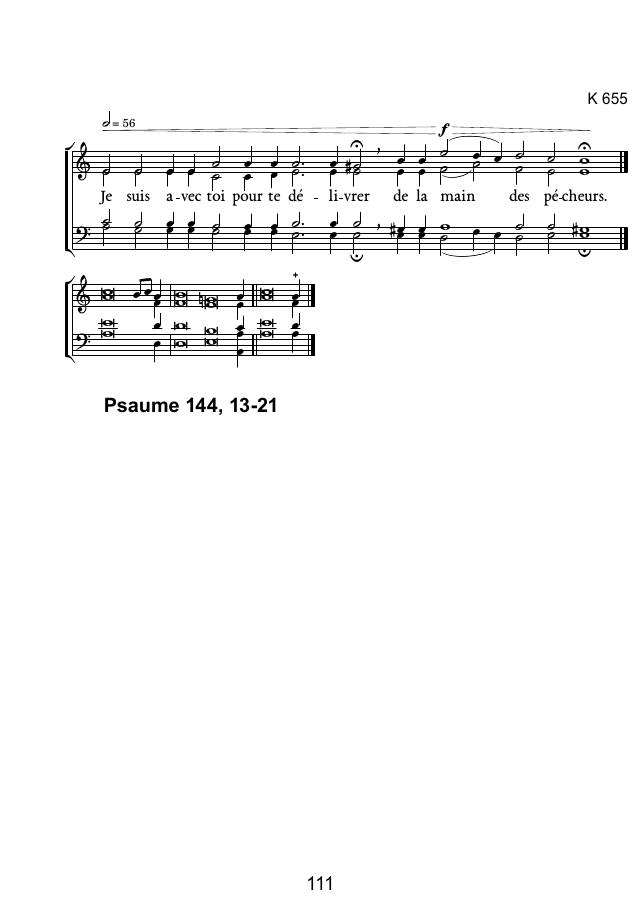 K 655
= 56
f
Je suis a-vec toi pour te dé - li-vrer de la main des pé-cheurs.
+
Psaume 144, 13-21
111